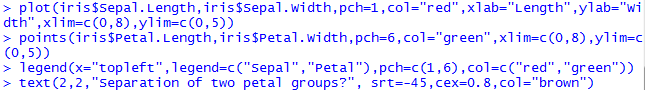 > plot(iris$Sepal.Length,iris$Sepal.Width,pch=1,col="red",xlab="Length",ylab="Wi
dth",xlim=c(0,8),ylim=c(0,5))
> points(iris$Petal.Length,iris$Petal.Width,pch=6,col="green",xlim=c(0,8),ylim=c
(0,5))
> legend(x="topleft",legend=c("Sepal","Petal"),pch=c(1,6),col=c("red","green"))
> text(2,2,"Separation of two petal groups?", srt=-45,cex=0.8,col="brown")